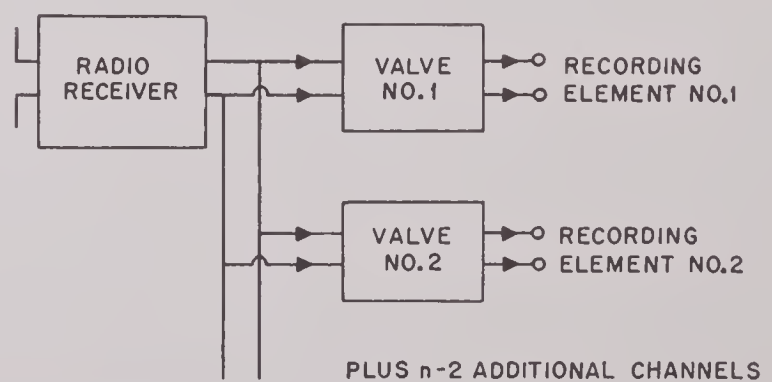 RADIO
RECEIVER
VALVE
NO.1
RECORDING
ELEMENT NO.1
VALVE
NO.2
RECORDING
ELEMENT NO.2
PLUS n-2 ADDITIONAL CHANNELS